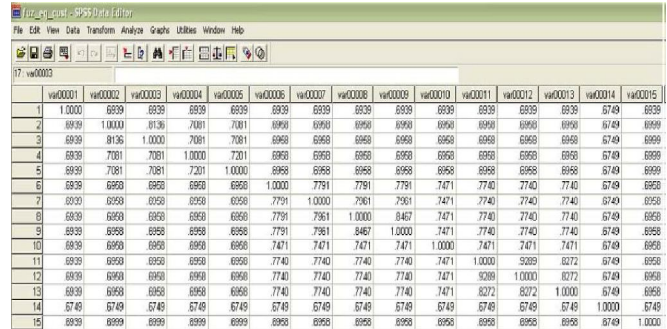 fuz_eq_cust - SPSS Data Editor
File Edit View Data Transform Analyze Graphs Utilities Window Help
17 : var00003
var00001 var00002 var00003 var00004 var00005 var00006 var00007 var00008 var00009 var00010 var00011 var00012 var00013 var00014 var00015
1 1.0000 .6939 .6939 .6939 .6939 .6939 .6939 .6939 .6939 .6939 .6939 .6939 .6939 .6749 .6939
2 .6939 1.0000 .8136 .7081 .7081 .6958 .6958 .6958 .6958 .6958 .6958 .6958 .6958 .6749 .6999
3 .6939 .8136 1.0000 .7081 .7081 .6958 .6958 .6958 .6958 .6958 .6958 .6958 .6958 .6749 .6999
4 .6939 .7081 .7081 1.0000 .7201 .6958 .6958 .6958 .6958 .6958 .6958 .6958 .6958 .6749 .6999
5 .6939 .7081 .7081 .7201 1.0000 .6958 .6958 .6958 .6958 .6958 .6958 .6958 .6958 .6749 .6999
6 .6939 .6958 .6958 .6958 .6958 1.0000 .7791 .7791 .7791 .7471 .7740 .7740 .7740 .6749 .6958
7 .6939 .6958 .6958 .6958 .6958 .7791 1.0000 .7961 .7961 .7471 .7740 .7740 .7740 .6749 .6958
8 .6939 .6958 .6958 .6958 .6958 .7791 .7961 1.0000 .8467 .7471 .7740 .7740 .7740 .6749 .6958
9 .6939 .6958 .6958 .6958 .6958 .7791 .7961 .8467 1.0000 .7471 .7740 .7740 .7740 .6749 .6958
10 .6939 .6958 .6958 .6958 .6958 .7471 .7471 .7471 .7471 1.0000 .7471 .7471 .7471 .6749 .6958
11 .6939 .6958 .6958 .6958 .6958 .7740 .7740 .7740 .7740 .7471 1.0000 .9289 .8272 .6749 .6958
12 .6939 .6958 .6958 .6958 .6958 .7740 .7740 .7740 .7740 .7471 .9289 1.0000 .8272 .6749 .6958
13 .6939 .6958 .6958 .6958 .6958 .7740 .7740 .7740 .7740 .7471 .8272 .8272 1.0000 .6749 .6958
14 .6749 .6749 .6749 .6749 .6749 .6749 .6749 .6749 .6749 .6749 .6749 .6749 .6749 1.0000 .6749
15 .6939 .6999 .6999 .6999 .6999 .6958 .6958 .6958 .6958 .6958 .6958 .6958 .6958 .6749 1.0000